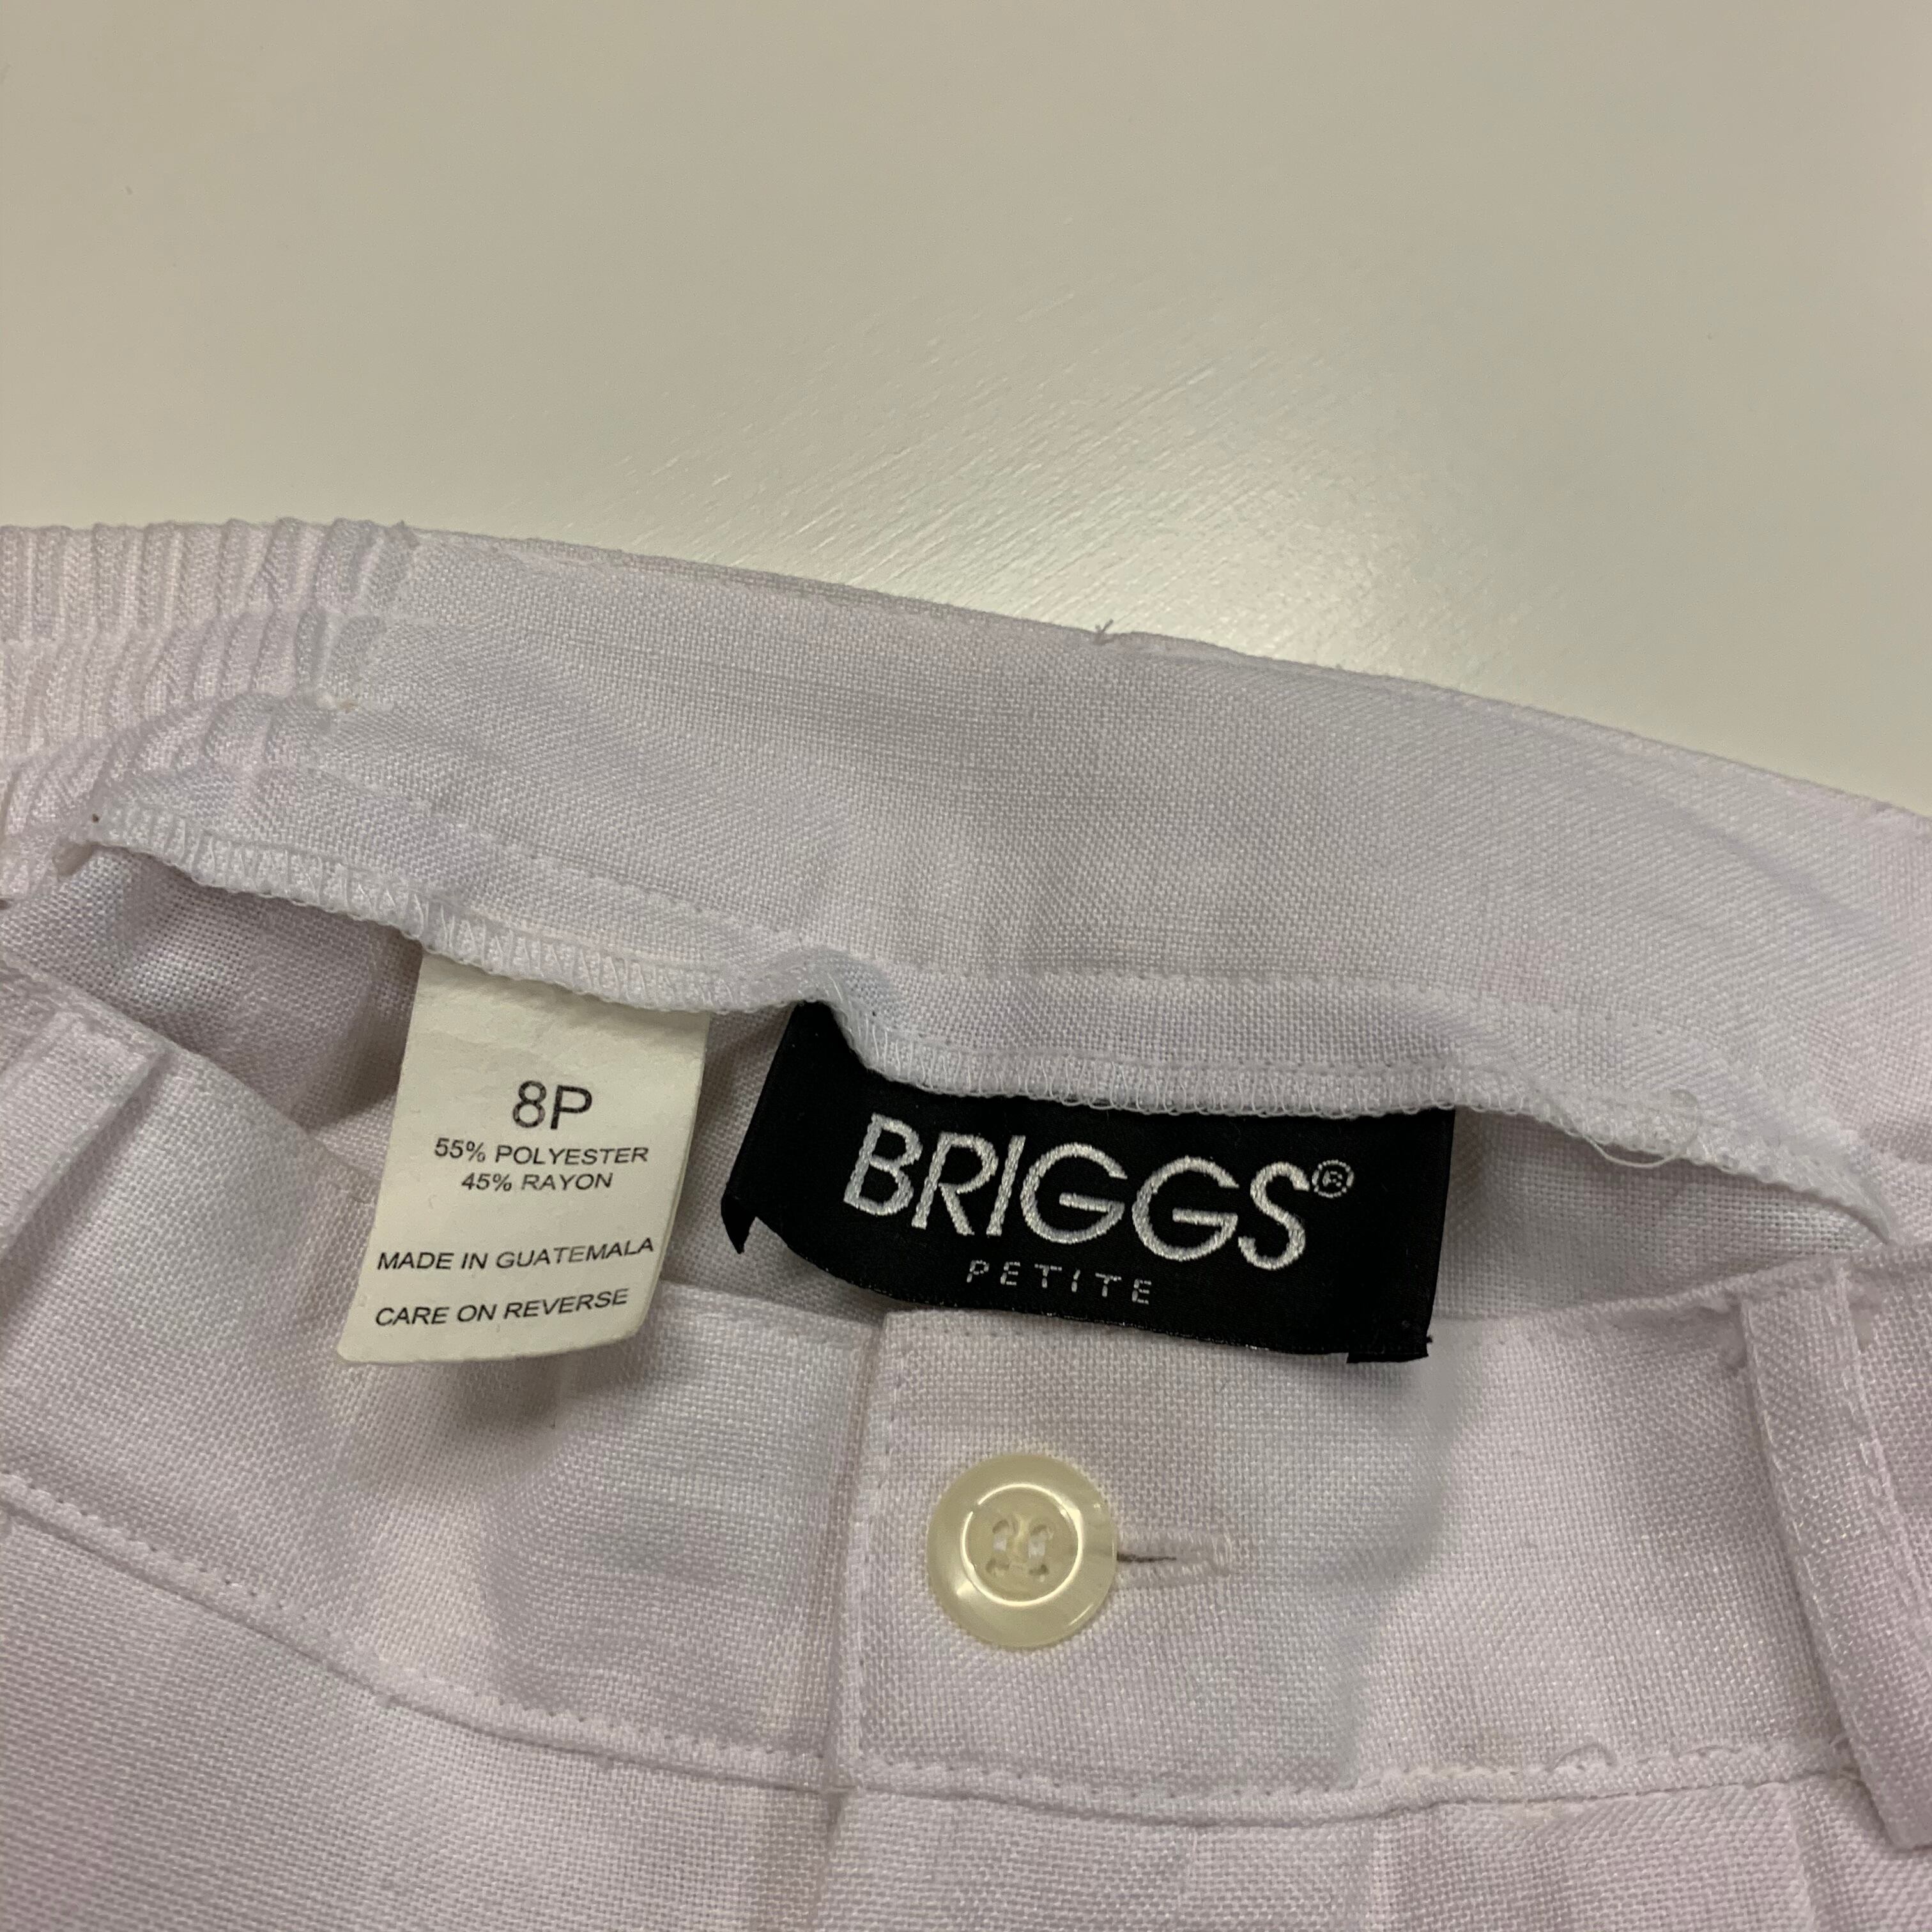 8P
55% POLYESTER
45% RAYON
MADE IN GUATEMALA
CARE ON REVERSE
BRIGGS®
PETITE